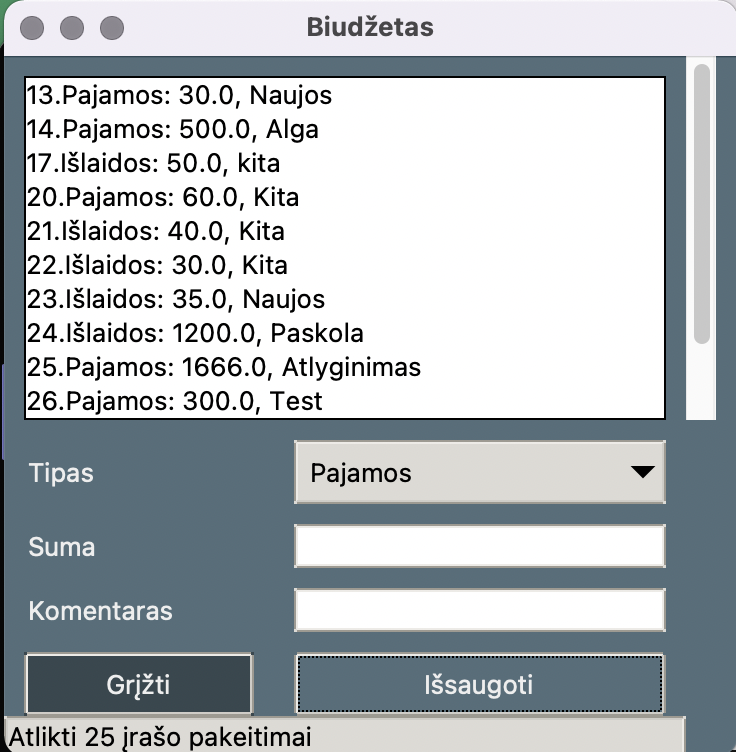 Biudžetas
13.Pajamos: 30.0, Naujos
14.Pajamos: 500.0, Alga
17.Išlaidos: 50.0, kita
20.Pajamos: 60.0, Kita
21.Išlaidos: 40.0, Kita
22.Išlaidos: 30.0, Kita
23.Išlaidos: 35.0, Naujos
24.Išlaidos: 1200.0, Paskola
25.Pajamos: 1666.0, Atlyginimas
26.Pajamos: 300.0, Test
Tipas
Pajamos
Suma
Komentaras
Grįžti
Išsaugoti
Atlikti 25 įrašo pakeitimai